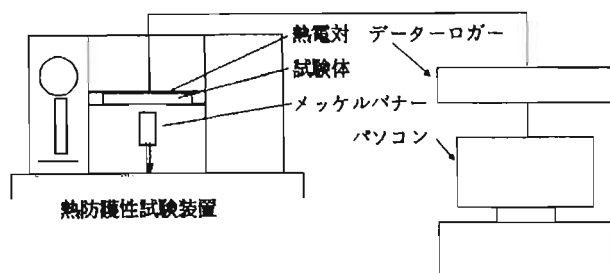 熱電対 データーロガー
試験体
メッケルバナー
パソコン
熱防護性試験装置